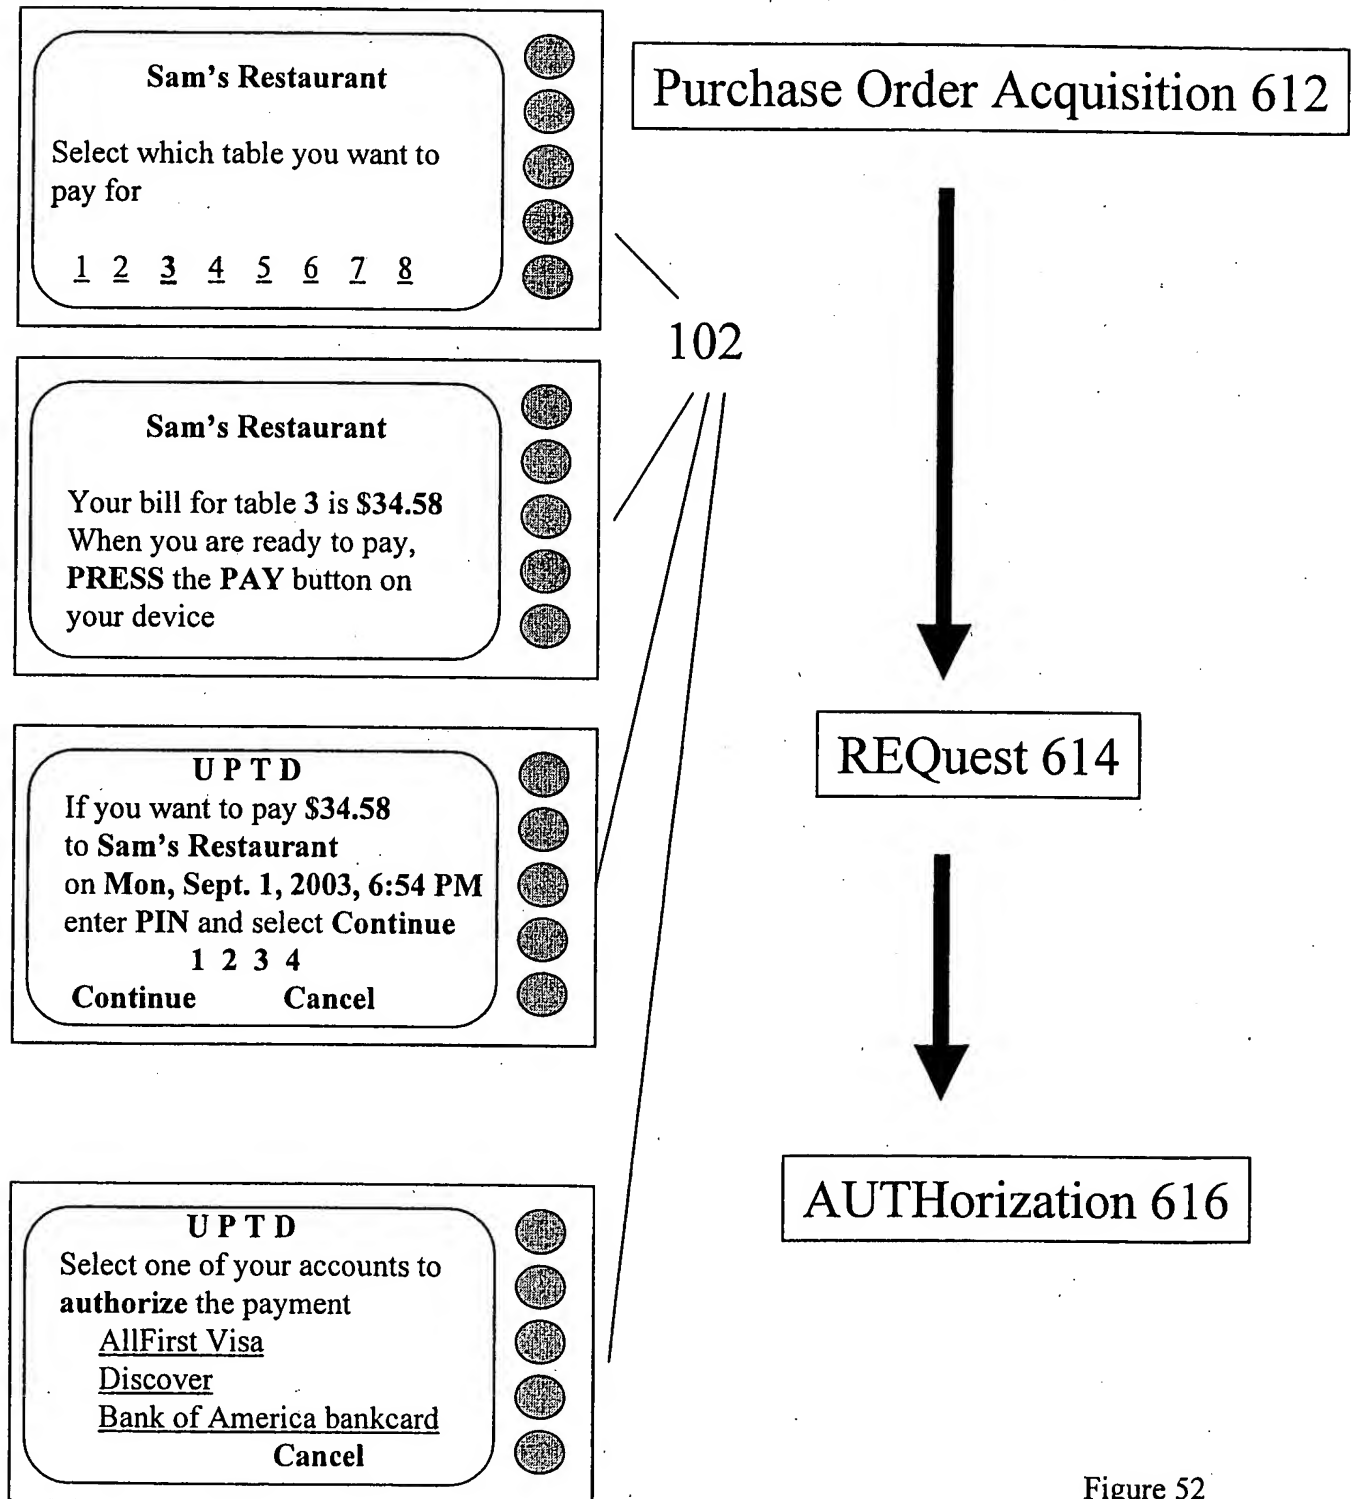 Sam's Restaurant
Select which table you want to
pay for
1 2 3 4 5 6 7 8
Purchase Order Acquisition 612
102
Sam's Restaurant
Your bill for table 3 is $34.58
When you are ready to pay,
PRESS the PAY button on
your device
U P T D
If you want to pay $34.58
to Sam's Restaurant
on Mon, Sept. 1, 2003, 6:54 PM
enter PIN and select Continue
1 2 3 4
Continue Cancel
REQuest 614
U P T D
Select one of your accounts to
authorize the payment
AllFirst Visa
Discover
Bank of America bankcard
Cancel
AUTHorization 616
Figure 52